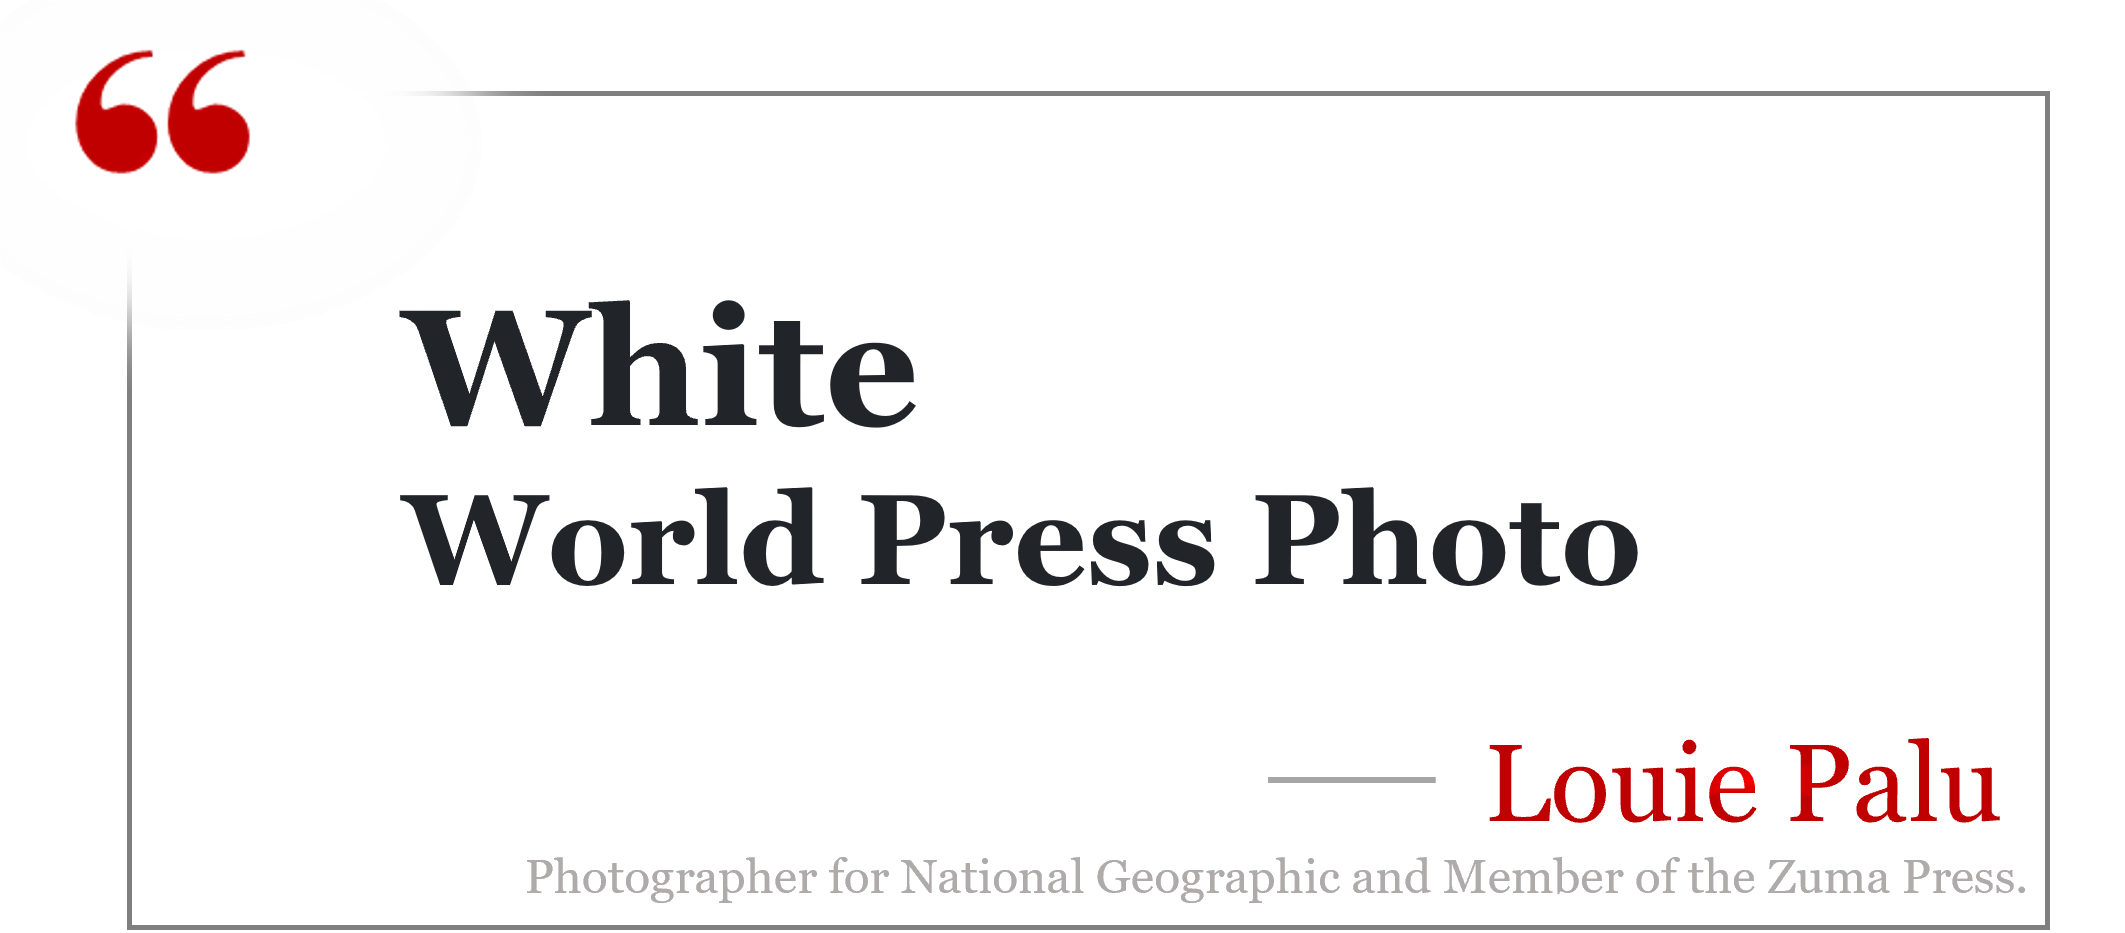 “
White
World Press Photo
Louie Palu
Photographer for National Geographic and Member of the Zuma Press.